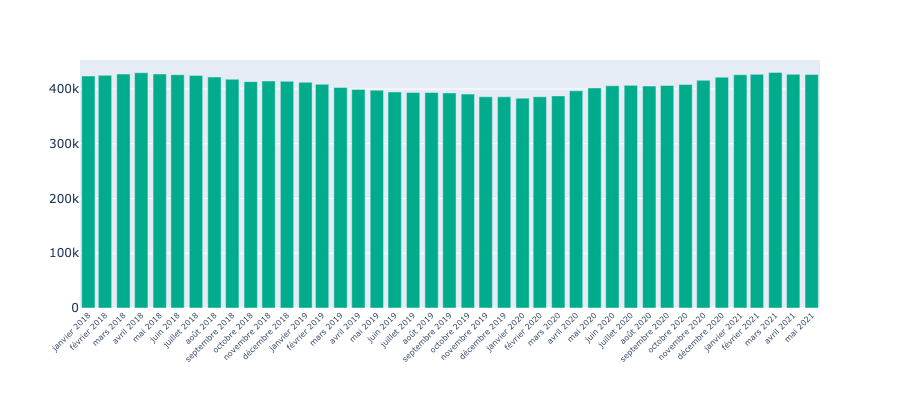 400k
300k
200k
100k
0
janvier 2018
février 2018
mars 2018
avril 2018
mai 2018
juin 2018
juillet 2018
août 2018
septembre 2018
octobre 2018
novembre 2018
décembre 2018
janvier 2019
février 2019
mars 2019
avril 2019
mai 2019
juin 2019
juillet 2019
août 2019
septembre 2019
octobre 2019
novembre 2019
décembre 2019
janvier 2020
février 2020
mars 2020
avril 2020
mai 2020
juin 2020
juillet 2020
août 2020
septembre 2020
octobre 2020
novembre 2020
décembre 2020
janvier 2021
février 2021
mars 2021
avril 2021
mai 2021